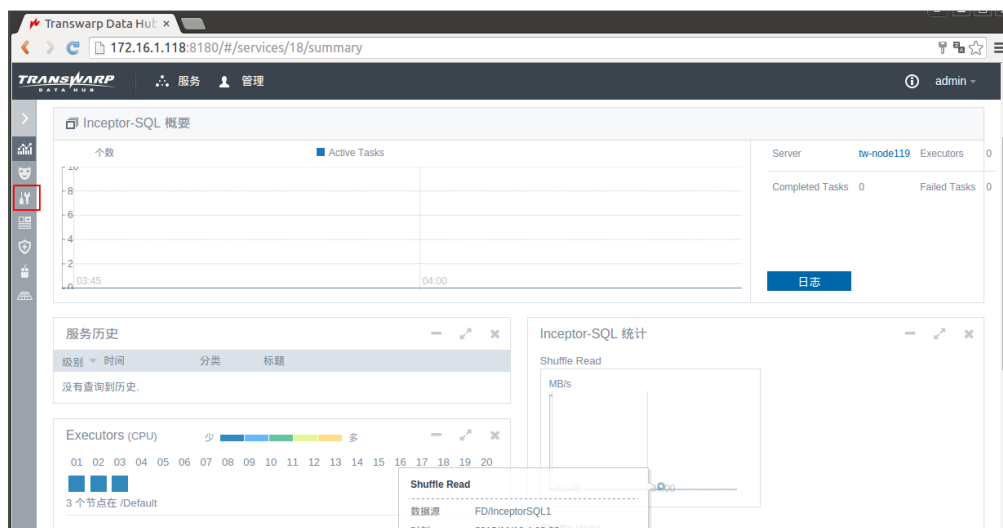 Transwarp Data Hub ×
172.16.1.118:8180/#/services/18/summary
TRANSWARP
DATA HUB
服务
管理
admin
Inceptor-SQL 概要
个数
Active Tasks
10
8
6
4
2
0
03:45
04:00
Server tw-node119 Executors 0
Completed Tasks 0 Failed Tasks 0
日志
服务历史
级别 时间 分类 标题
没有查询到历史.
Inceptor-SQL 统计
Shuffle Read
MB/s
04:00
Executors (CPU) 少 多
01 02 03 04 05 06 07 08 09 10 11 12 13 14 15 16 17 18 19 20
3 个节点在 /Default
Shuffle Read
数据源 FD/InceptorSQL1